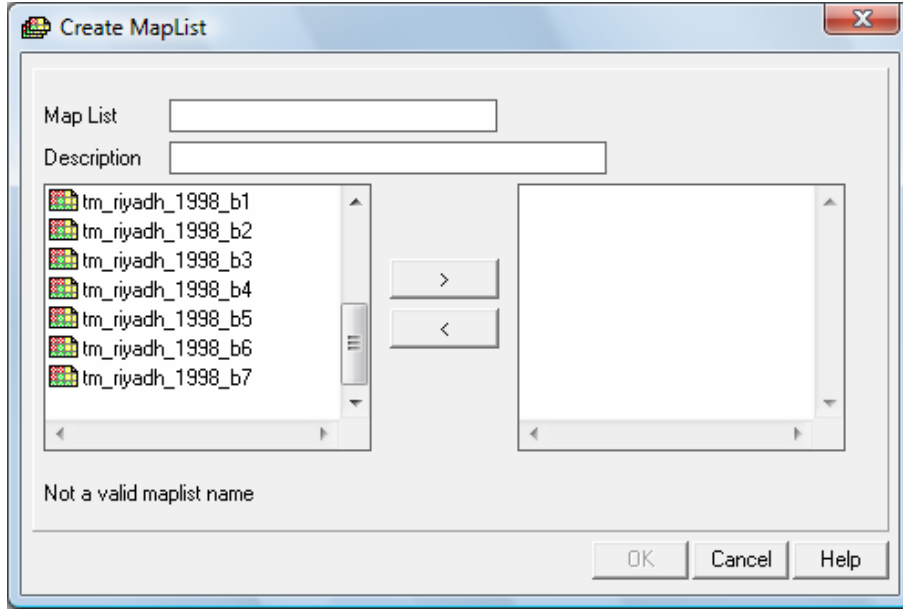 Create MapList
Map List
Description
tm_riyadh_1998_b1
tm_riyadh_1998_b2
tm_riyadh_1998_b3
tm_riyadh_1998_b4
tm_riyadh_1998_b5
tm_riyadh_1998_b6
tm_riyadh_1998_b7
>
<
Not a valid maplist name
OK Cancel Help